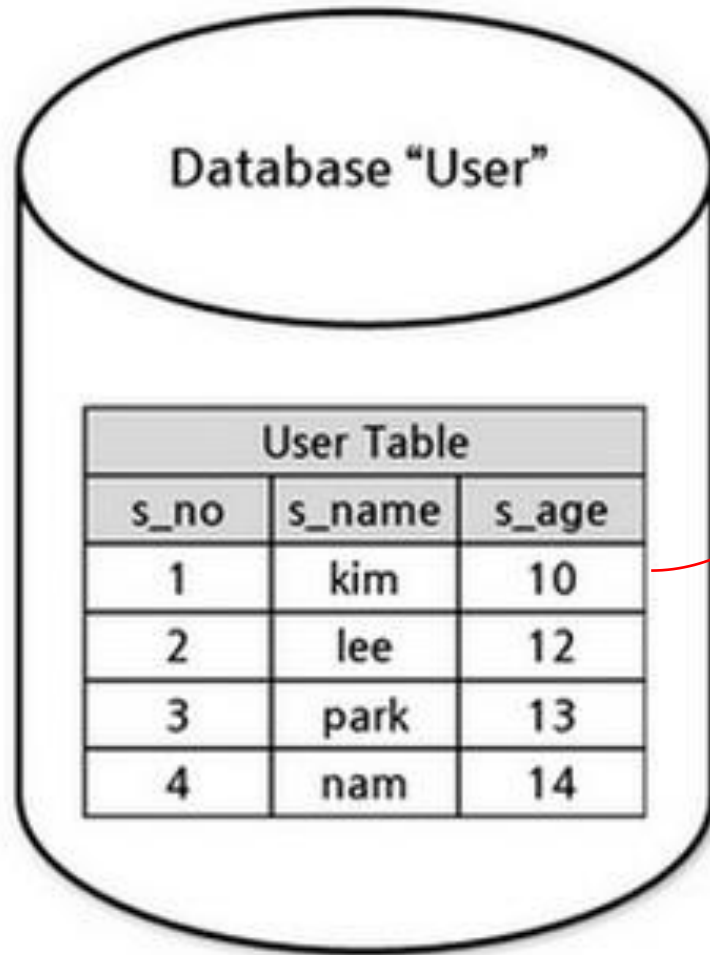 Database “User”
User Table
s_no s_name s_age
1 kim 10
2 lee 12
3 park 13
4 nam 14